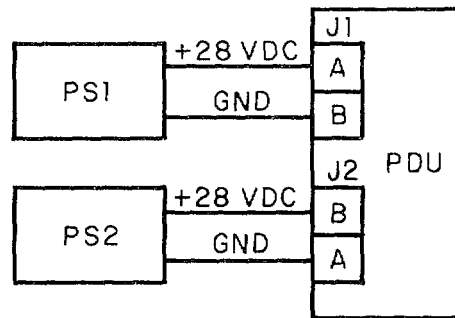 J1
+28 VDC
A
PS1
GND
B
J2
PDU
+28 VDC
B
PS2
GND
A